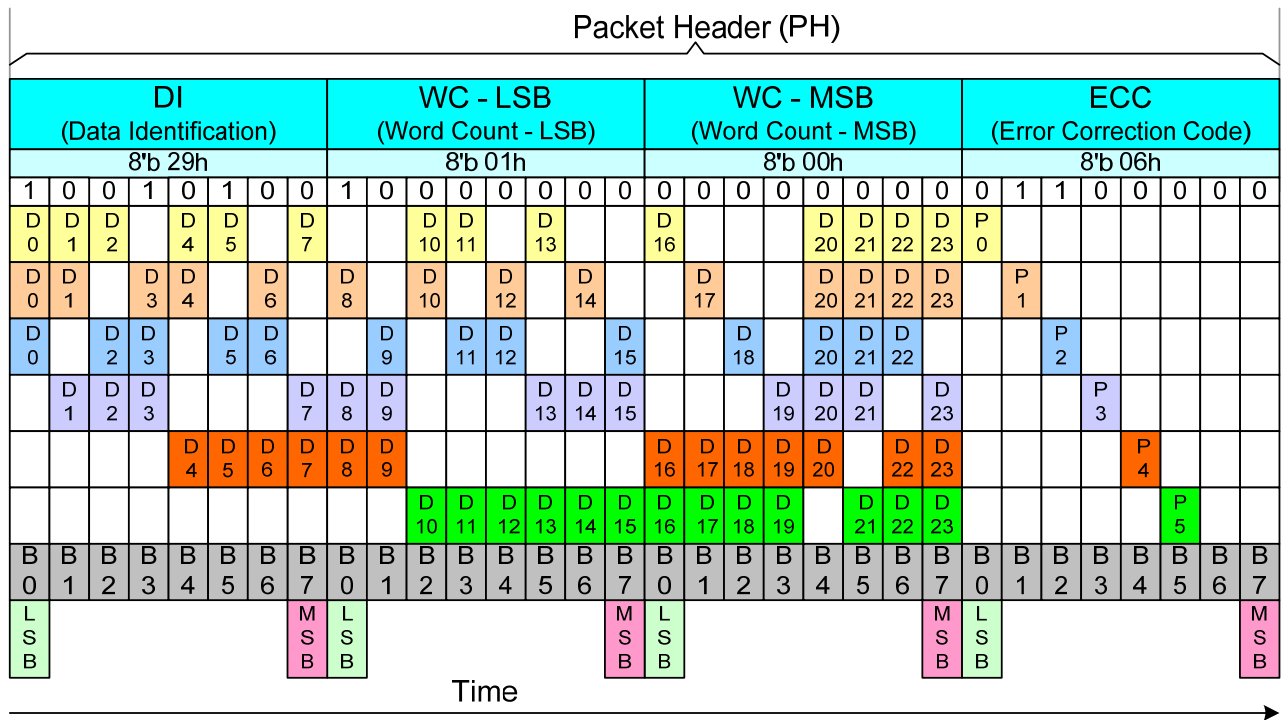 Packet Header (PH)
DI WC - LSB WC - MSB ECC
(Data Identification) (Word Count - LSB) (Word Count - MSB) (Error Correction Code)
8'b 29h 8'b 01h 8'b 00h 8'b 06h
1 0 0 1 0 1 0 0 1 0 0 0 0 0 0 0 0 0 0 0 0 0 0 0 0 1 1 0 0 0 0 0
D0 D1 D2 D4 D5 D7 D10 D11 D13 D16 D20 D21 D22 D23 P0
D0 D1 D3 D4 D6 D8 D10 D12 D14 D17 D20 D21 D22 D23 P1
D0 D2 D3 D5 D6 D9 D11 D12 D15 D18 D20 D21 D22 P2
D1 D2 D3 D7 D8 D9 D13 D14 D15 D19 D20 D21 D23 P3
D4 D5 D6 D7 D8 D9 D16 D17 D18 D19 D20 D22 D23 P4
D10 D11 D12 D13 D14 D15 D16 D17 D18 D19 D21 D22 D23 P5
B0 B1 B2 B3 B4 B5 B6 B7 B0 B1 B2 B3 B4 B5 B6 B7 B0 B1 B2 B3 B4 B5 B6 B7 B0 B1 B2 B3 B4 B5 B6 B7
LSB MSB LSB MSB LSB MSB LSB MSB
Time